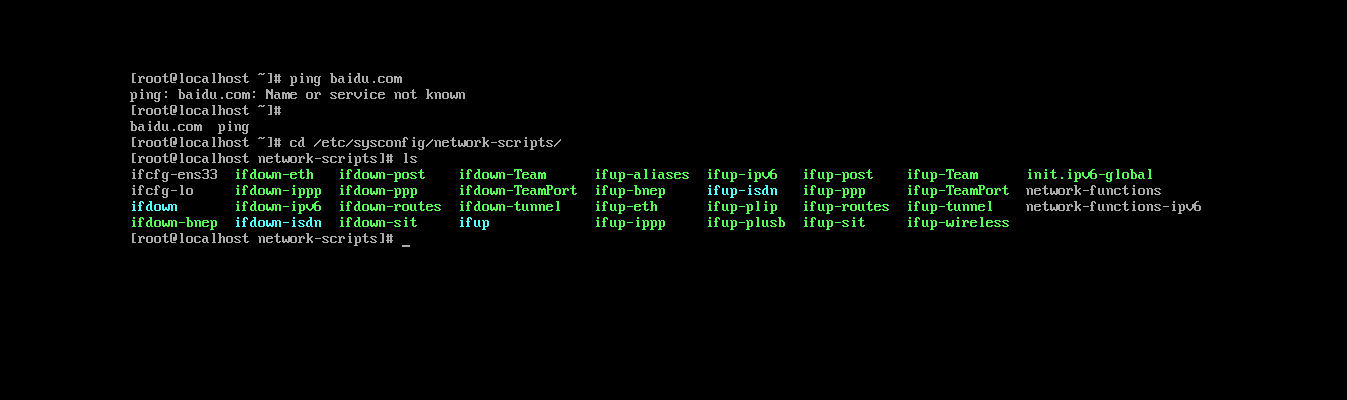 [root@localhost ~]# ping baidu.com
ping: baidu.com: Name or service not known
[root@localhost ~]#
baidu.com  ping
[root@localhost ~]# cd /etc/sysconfig/network-scripts/
[root@localhost network-scripts]# ls
ifcfg-ens33  ifdown-eth   ifdown-post    ifdown-Team      ifup-aliases  ifup-ipv6   ifup-post    ifup-Team      init.ipv6-global
ifcfg-lo     ifdown-ippp  ifdown-ppp     ifdown-TeamPort  ifup-bnep     ifup-isdn   ifup-ppp     ifup-TeamPort  network-functions
ifdown       ifdown-ipv6  ifdown-routes  ifdown-tunnel    ifup-eth      ifup-plip   ifup-routes  ifup-tunnel    network-functions-ipv6
ifdown-bnep  ifdown-isdn  ifdown-sit     ifup             ifup-ippp     ifup-plusb  ifup-sit     ifup-wireless
[root@localhost network-scripts]# _